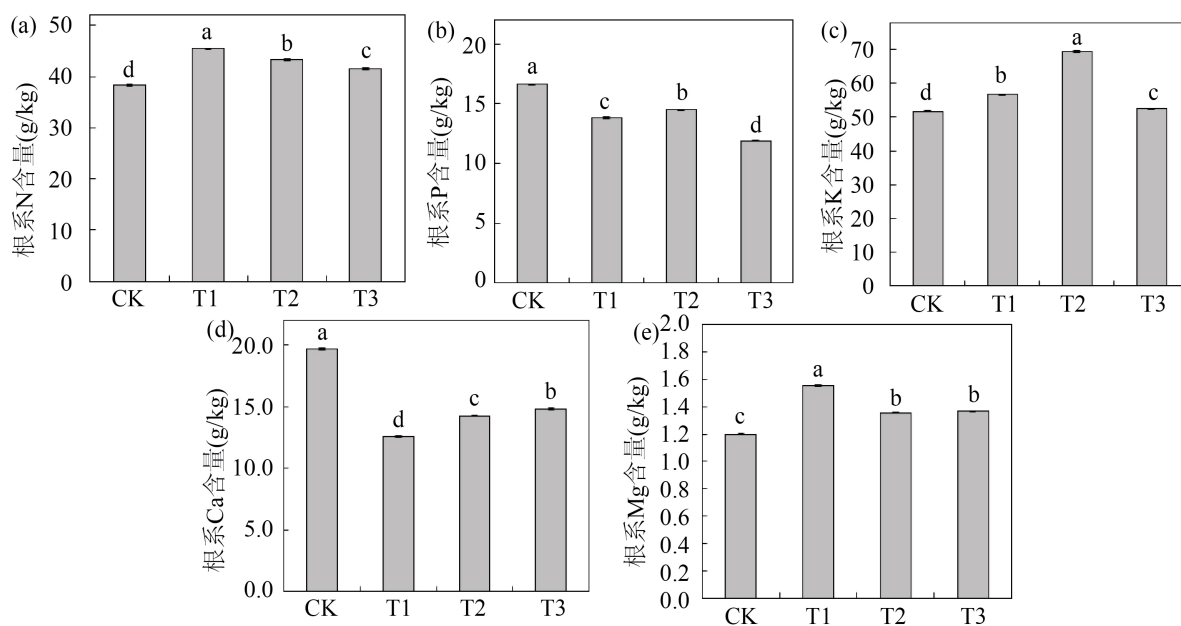 (a)
根系N含量(g/kg)
50
40
30
20
10
0
d
a
b
c
CK T1 T2 T3
(b)
根系P含量(g/kg)
20
15
10
5
0
a
c
b
d
CK T1 T2 T3
(c)
根系K含量(g/kg)
70
60
50
40
30
20
10
0
d
b
a
c
CK T1 T2 T3
(d)
根系Ca含量(g/kg)
20.0
15.0
10.0
5.0
0.0
a
d
c
b
CK T1 T2 T3
(e)
根系Mg含量(g/kg)
2.0
1.8
1.6
1.4
1.2
1.0
0.8
0.6
0.4
0.2
0.0
c
a
b
b
CK T1 T2 T3